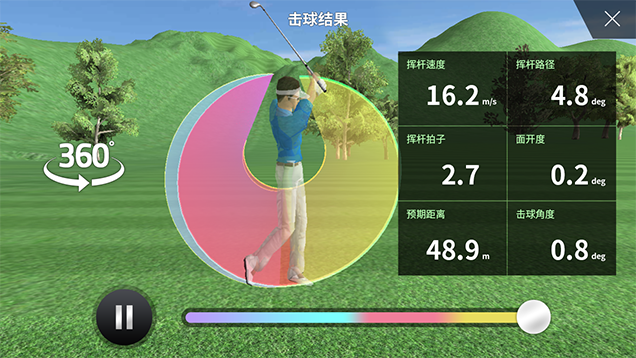 击球结果
360°
挥杆速度
16.2 m/s
挥杆路径
4.8 deg
挥杆拍子
2.7
面开度
0.2 deg
预期距离
48.9 m
击球角度
0.8 deg